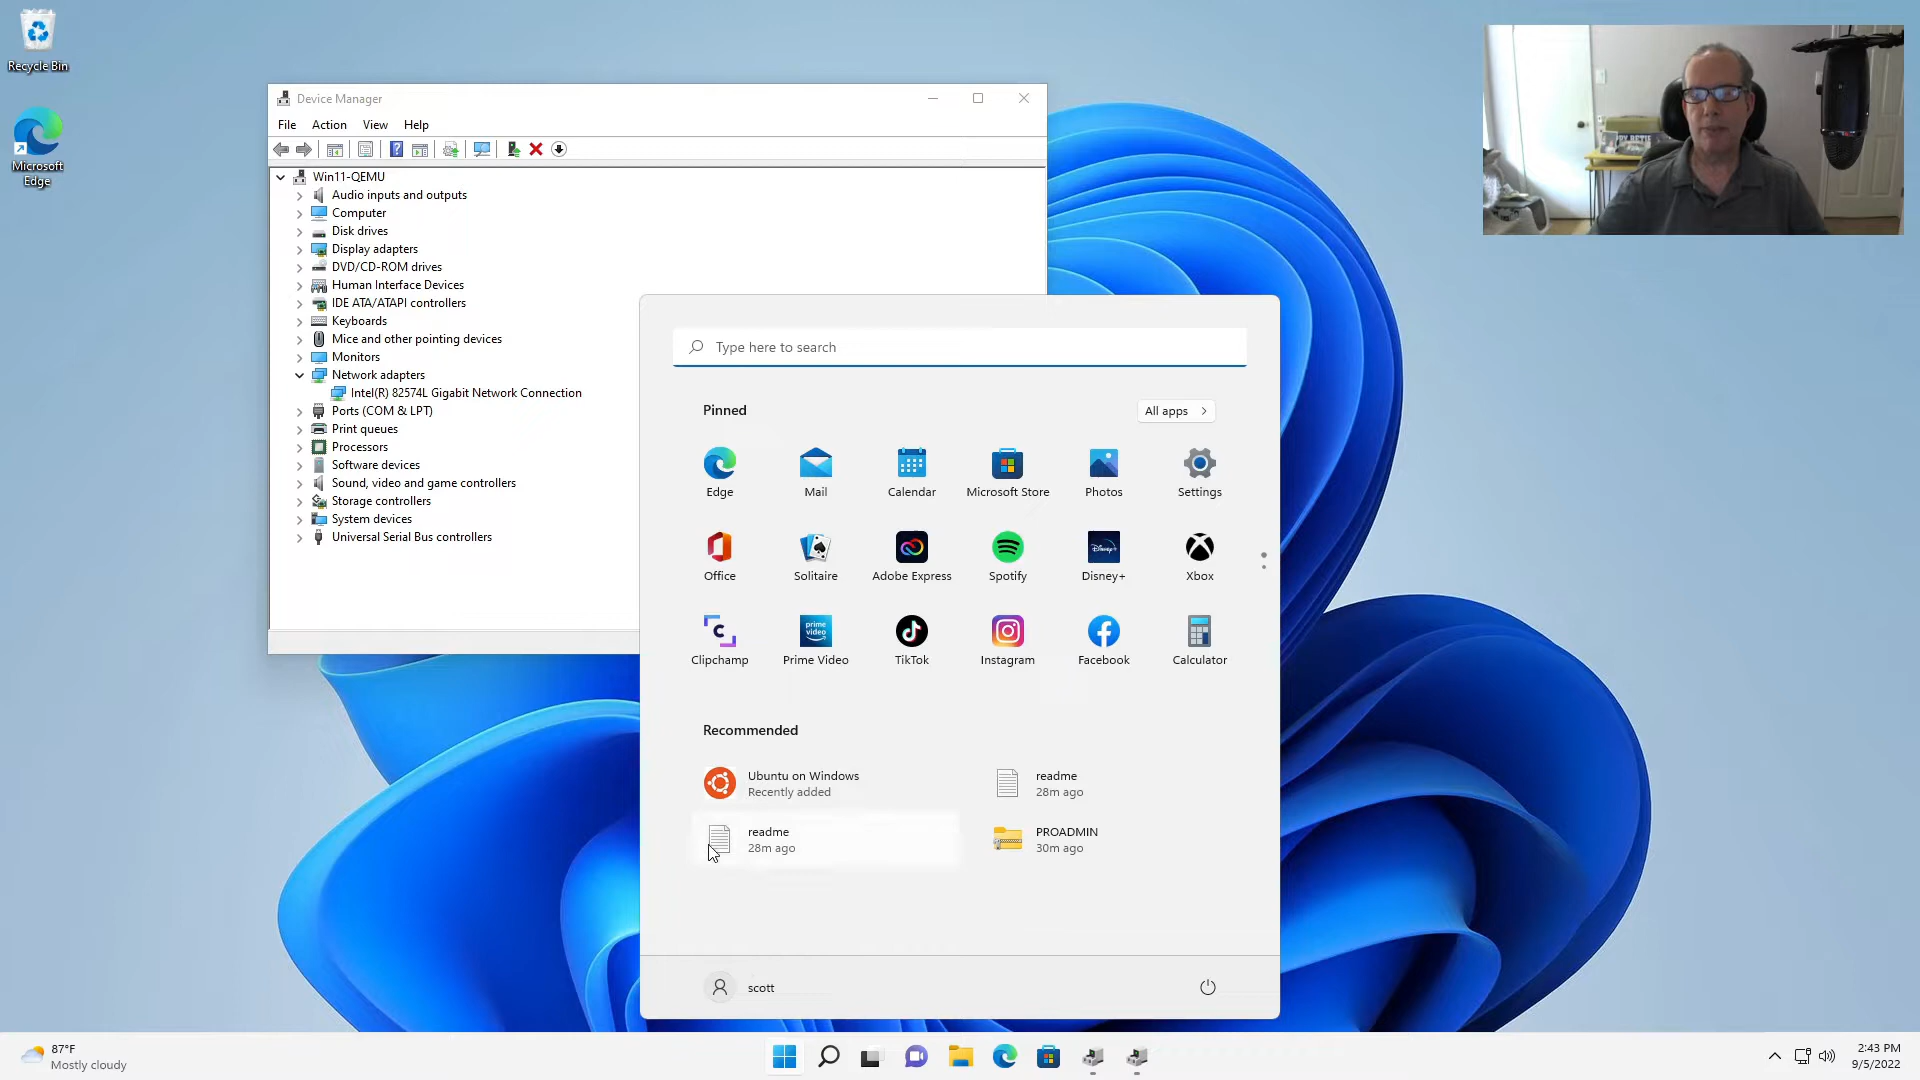 Recycle Bin
Microsoft
Edge
Device Manager
File Action View Help
Win11-QEMU
Audio inputs and outputs
Computer
Disk drives
Display adapters
DVD/CD-ROM drives
Human Interface Devices
IDE ATA/ATAPI controllers
Keyboards
Mice and other pointing devices
Monitors
Network adapters
Intel(R) 82574L Gigabit Network Connection
Ports (COM & LPT)
Print queues
Processors
Software devices
Sound, video and game controllers
Storage controllers
System devices
Universal Serial Bus controllers
Type here to search
Pinned
All apps
Edge
Mail
Calendar
Microsoft Store
Photos
Settings
Office
Solitaire
Adobe Express
Disney+
Spotify
Disney+
Xbox
prime
video
Clipchamp
Prime Video
TikTok
Instagram
Facebook
Calculator
Recommended
Ubuntu on Windows
Recently added
readme
28m ago
readme
28m ago
PROADMIN
30m ago
scott
87°F
Mostly cloudy
2:43 PM
9/5/2022